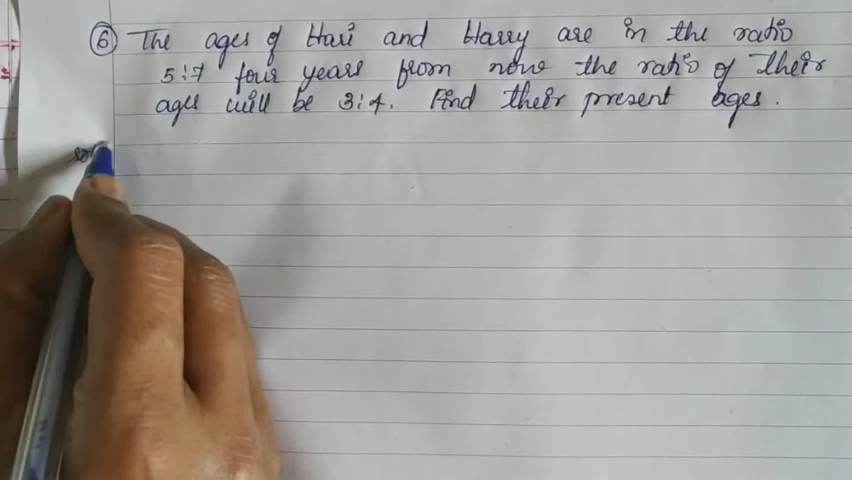 ⑥ The ages of Hari and Harry are in the ratio
5:7 four years from now the ratio of their
ages will be 3:4. Find their present ages.